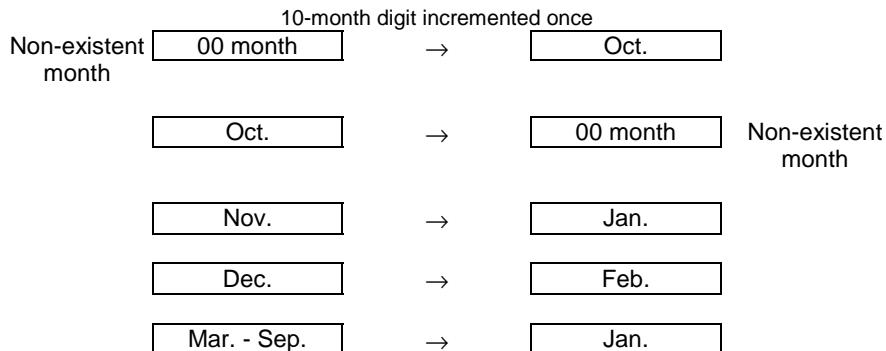 10-month digit incremented once
Non-existent month 00 month → Oct.
Oct. → 00 month Non-existent month
Nov. → Jan.
Dec. → Feb.
Mar. - Sep. → Jan.